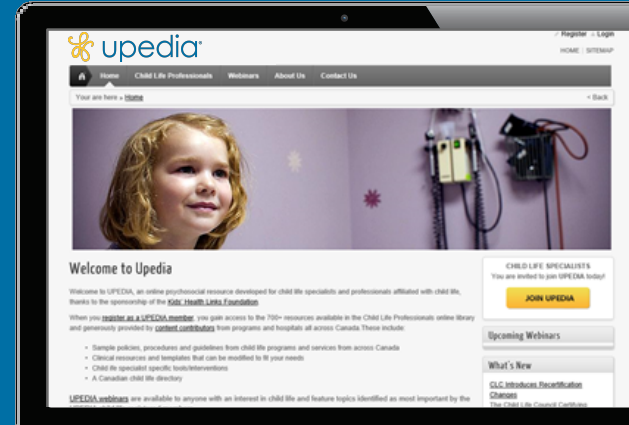 Register Login
upedia
HOME | SITEMAP
Home Child Life Professionals Webinars About Us Contact Us
Your are here » Home
< Back
Welcome to Upedia
Welcome to UPEDIA, an online psychosocial resource developed for child life specialists and professionals affiliated with child life,
thanks to the sponsorship of the Kids' Health Links Foundation.
When you register as a UPEDIA member, you gain access to the 700+ resources available in the Child Life Professionals online library
and generously provided by content contributors from programs and hospitals all across Canada.These include:
• Sample policies, procedures and guidelines from child life programs and services from across Canada
• Clinical resources and templates that can be modified to fit your needs
• Child life specialist specific tools/interventions
• A Canadian child life directory
UPEDIA webinars are available to anyone with an interest in child life and feature topics identified as most important by the
CHILD LIFE SPECIALISTS
You are invited to join UPEDIA today!
JOIN UPEDIA
Upcoming Webinars
What's New
CLC Introduces Recertification
Changes
The Child Life Council Certifying